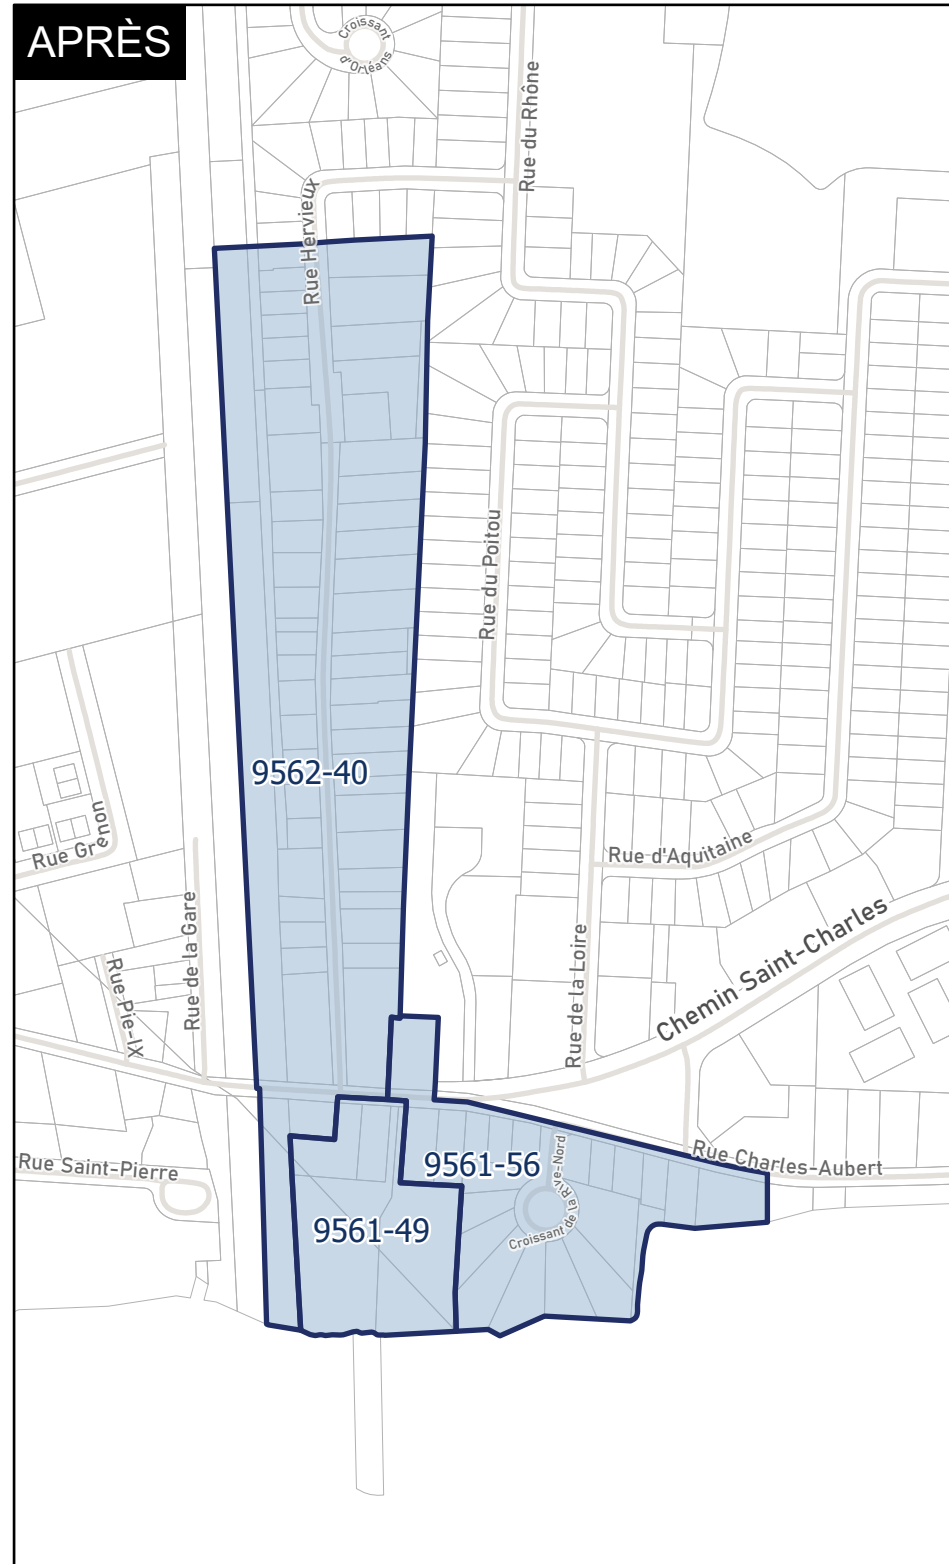 APRÈS
Croissant
d'Orléans
Rue du Rhône
Rue Hervieux
Rue du Poitou
9562-40
Rue Grenon
Rue d'Aquitaine
Rue de la Gare
Chemin Saint-Charles
Rue de la Loire
Rue Pie-IX
Rue Charles-Aubert
Rue Saint-Pierre
9561-56
Croissant de la Rive-Nord
9561-49